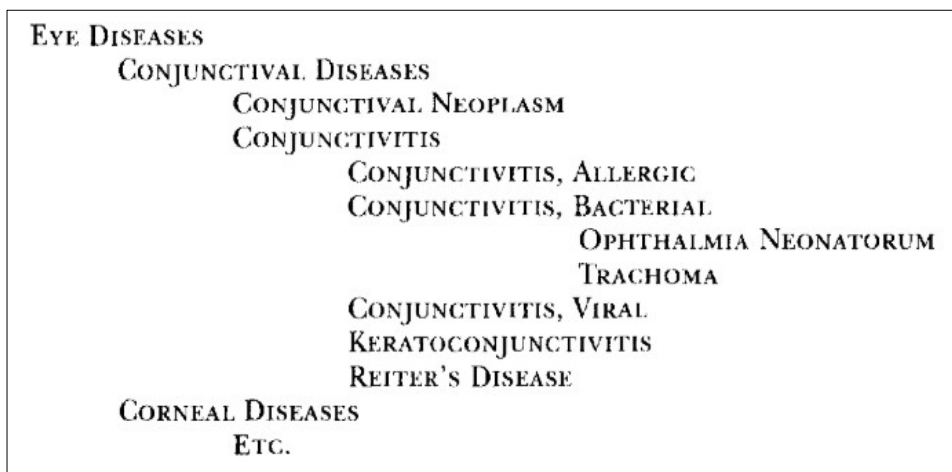 EYE DISEASES
CONJUNCTIVAL DISEASES
CONJUNCTIVAL NEOPLASM
CONJUNCTIVITIS
CONJUNCTIVITIS, ALLERGIC
CONJUNCTIVITIS, BACTERIAL
OPHTHALMIA NEONATORUM
TRACHOMA
CONJUNCTIVITIS, VIRAL
KERATOCONJUNCTIVITIS
REITER'S DISEASE
CORNEAL DISEASES
ETC.